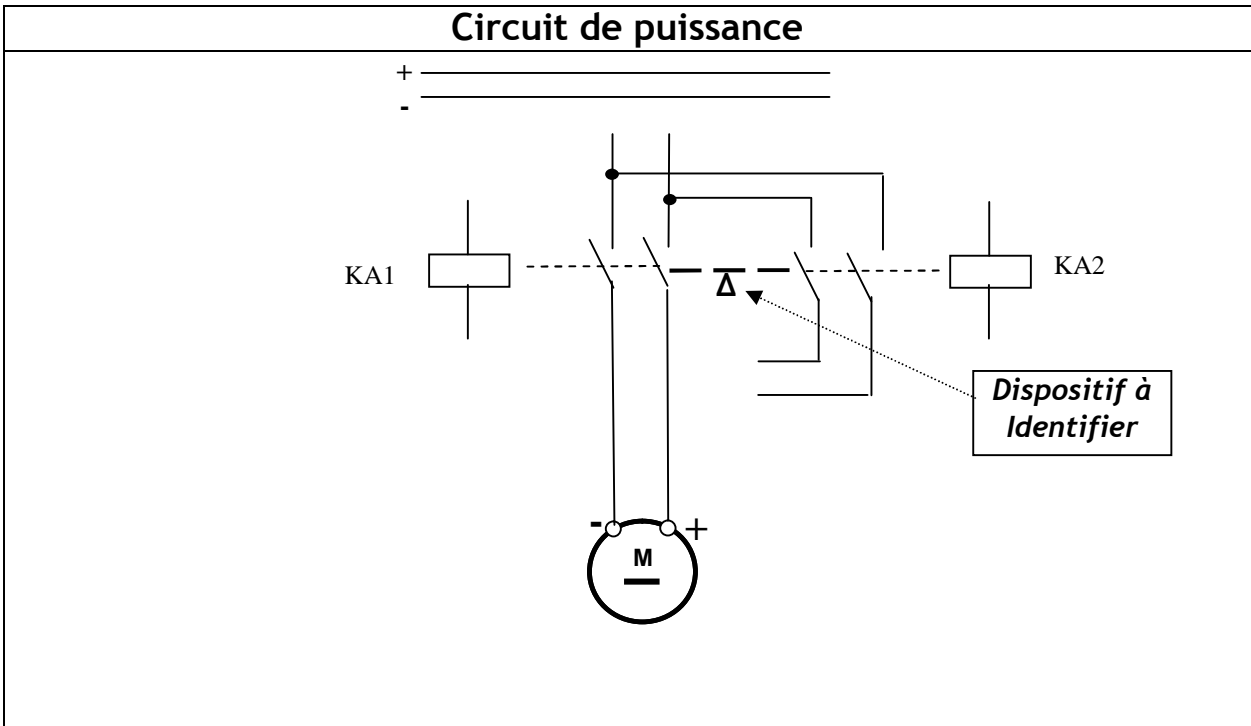 Circuit de puissance
+
-
KA1
KA2
Δ
Dispositif à
Identifier
- +
M